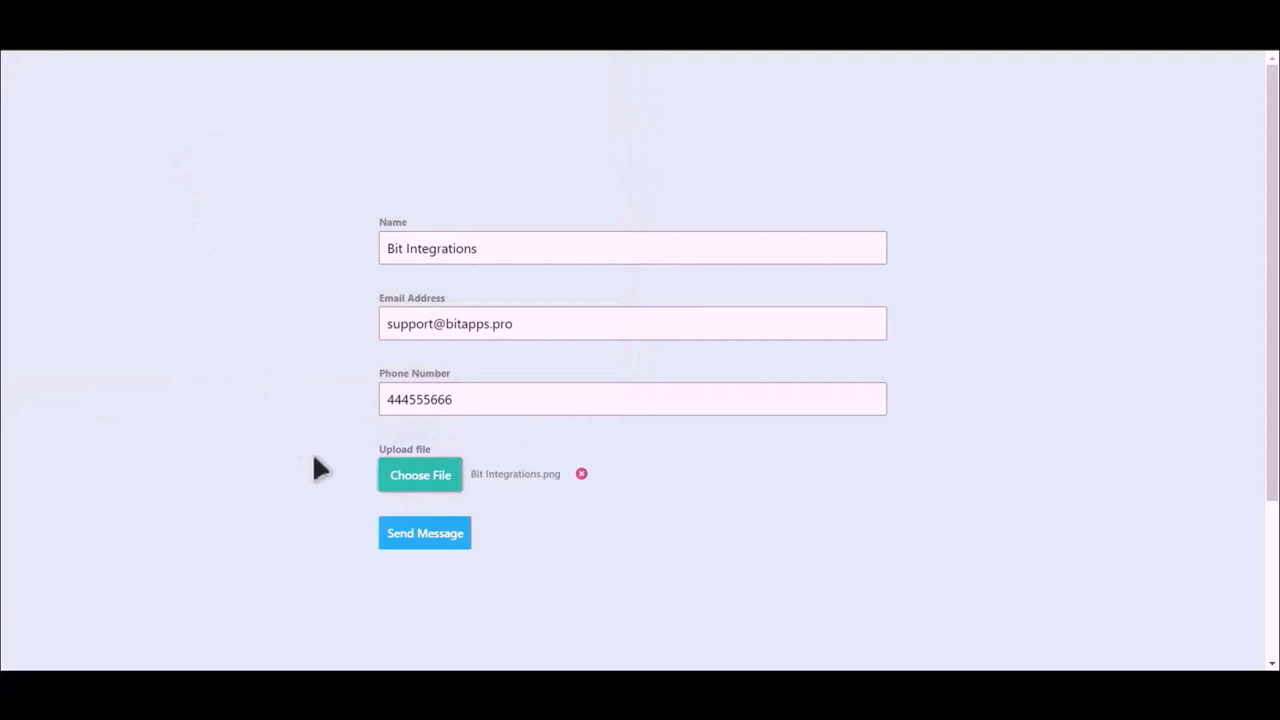 Name
Bit Integrations
Email Address
support@bitapps.pro
Phone Number
444555666
Upload file
Choose File Bit Integrations.png
Send Message